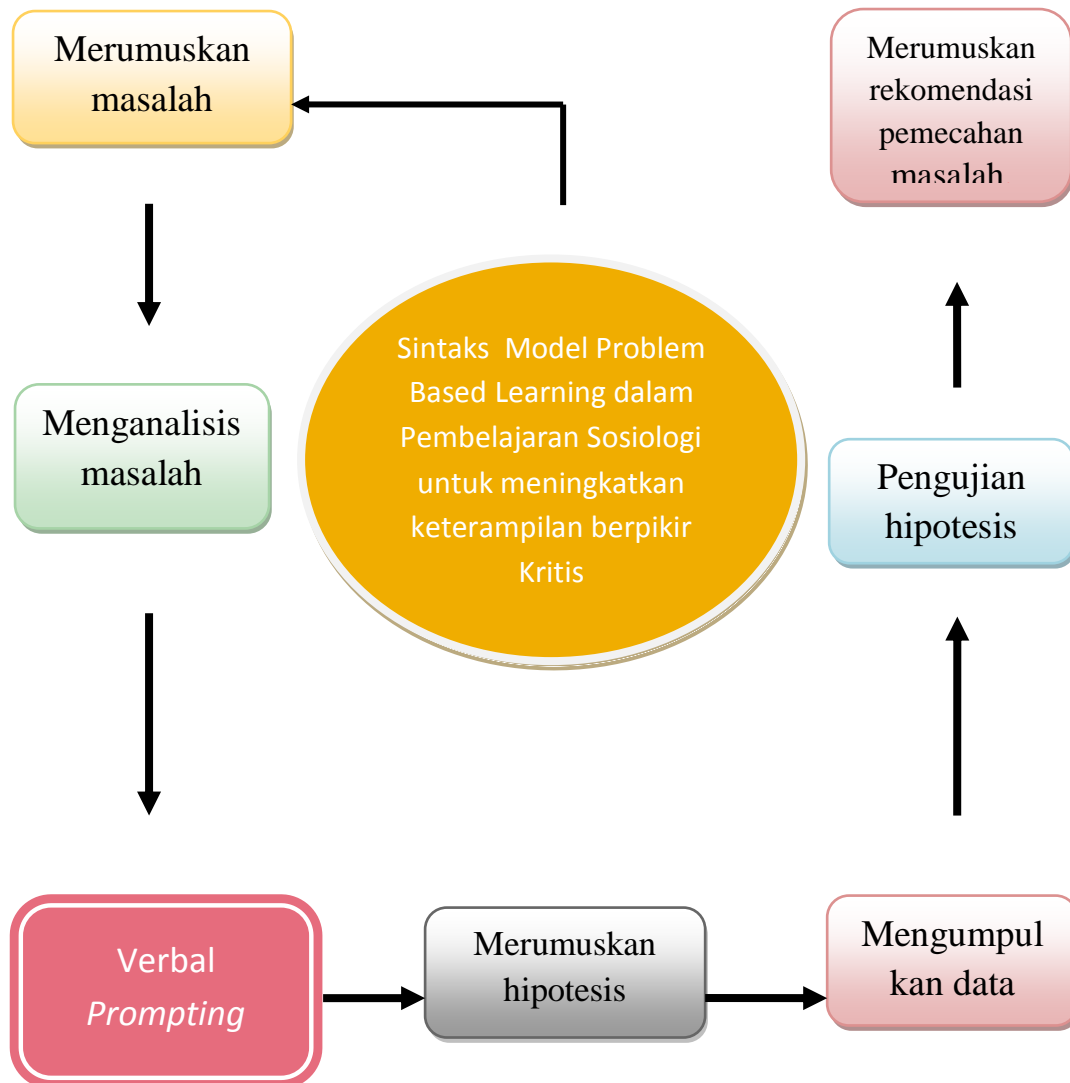 Merumuskan
masalah
Merumuskan
rekomendasi
pemecahan
masalah
Sintaks Model Problem
Based Learning dalam
Pembelajaran Sosiologi
untuk meningkatkan
keterampilan berpikir
Kritis
Menganalisis
masalah
Pengujian
hipotesis
Verbal
Prompting
Merumuskan
hipotesis
Mengumpul
kan data